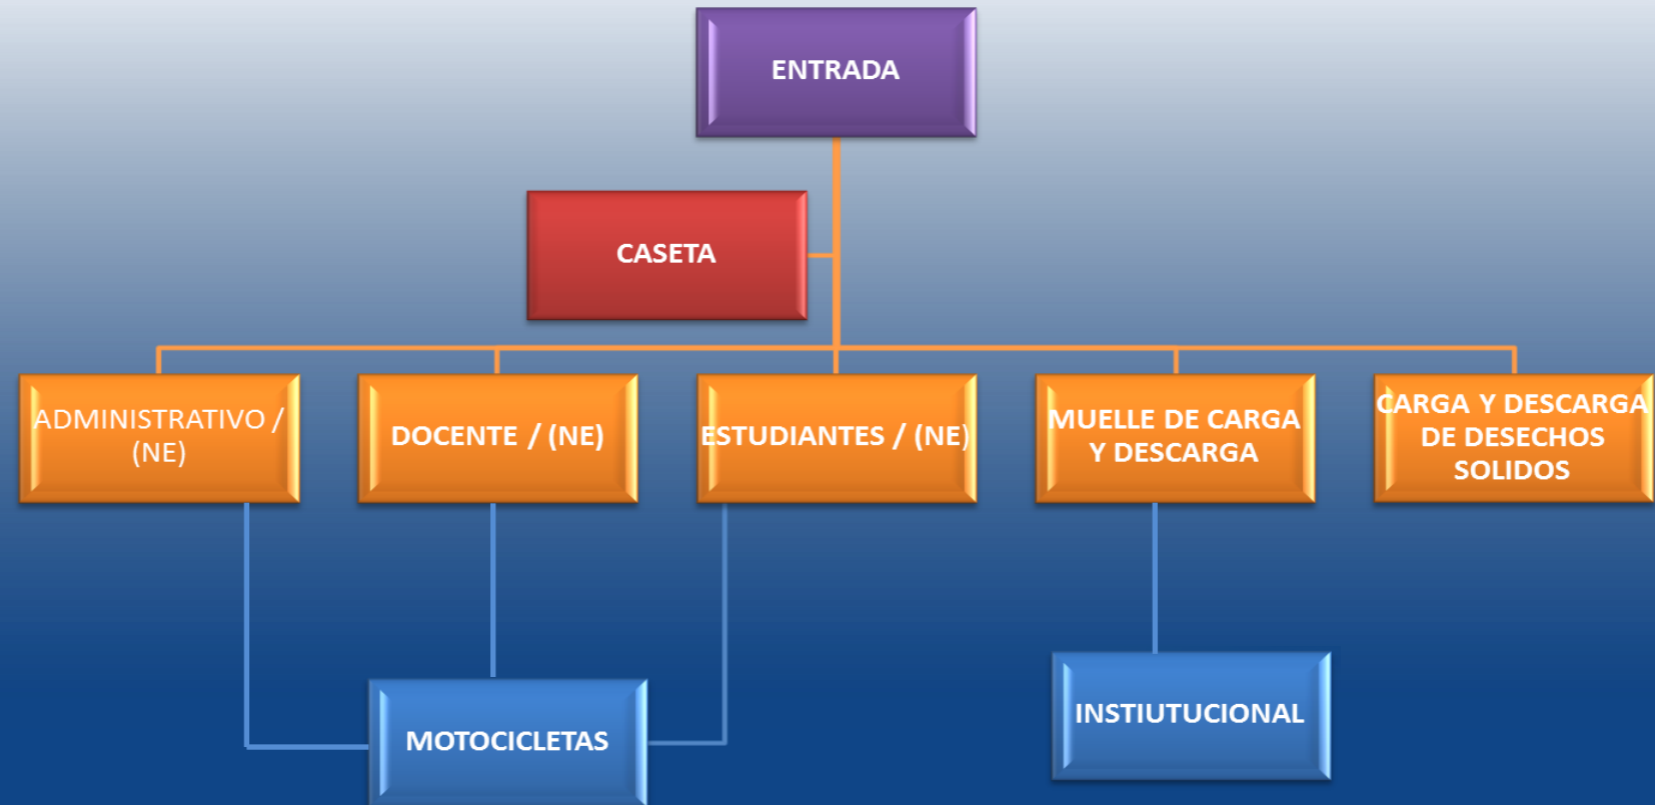 ENTRADA
CASETA
ADMINISTRATIVO /
(NE)
DOCENTE / (NE)
ESTUDIANTES / (NE)
MUELLE DE CARGA
Y DESCARGA
CARGA Y DESCARGA
DE DESECHOS
SOLIDOS
MOTOCICLETAS
INSTIUTUCIONAL